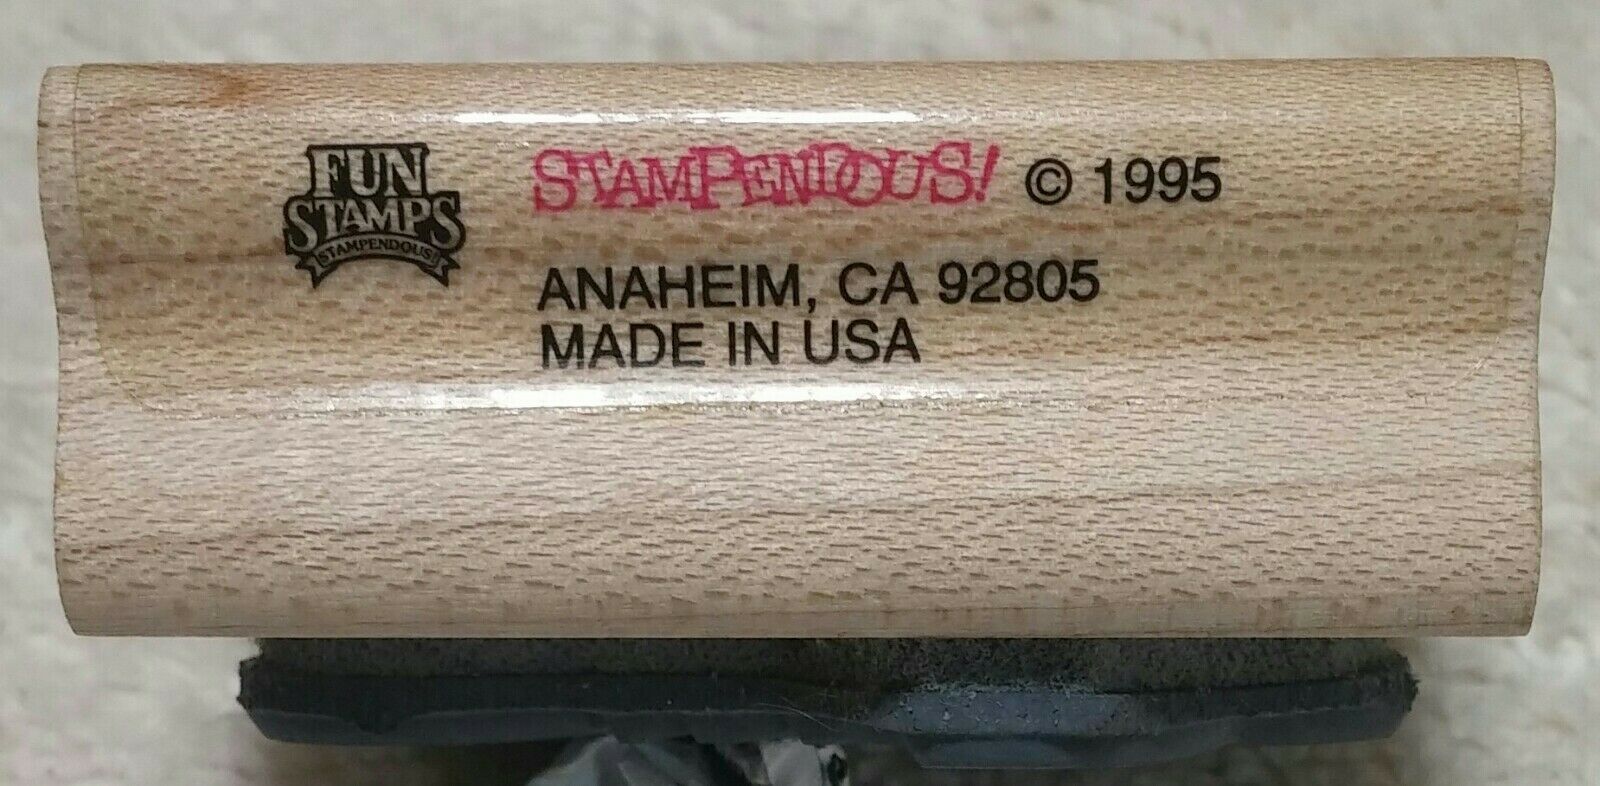 FUN
STAMPS
STAMPENDOUS!
STAMPENDOUS! © 1995
ANAHEIM, CA 92805
MADE IN USA